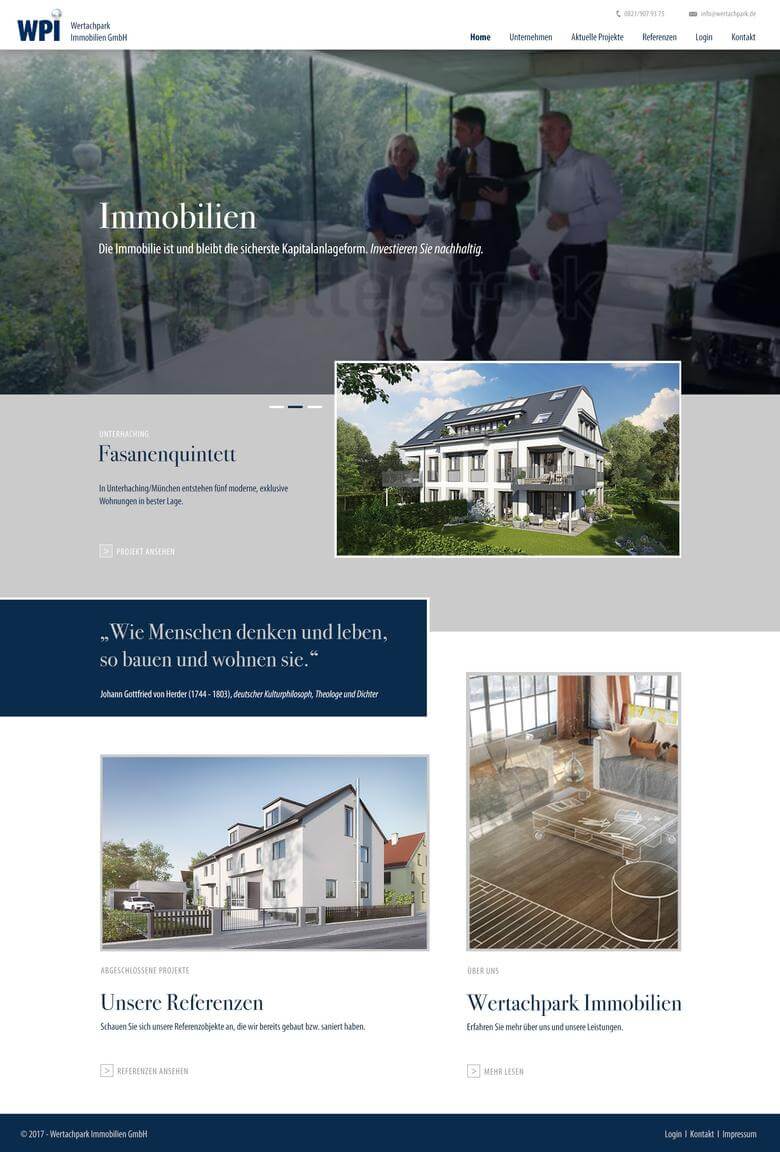 WPI
Wertachpark
Immobilien GmbH
0821/907 93 75
info@wertachpark.de
Home Unternehmen Aktuelle Projekte Referenzen Login Kontakt
Immobilien
Die Immobilie ist und bleibt die sicherste Kapitalanlageform. Investieren Sie nachhaltig.
shutterstock
UNTERHACHING
Fasanenquintett
In Unterhaching/München entstehen fünf moderne, exklusive
Wohnungen in bester Lage.
> PROJEKT ANSEHEN
„Wie Menschen denken und leben,
so bauen und wohnen sie.“
Johann Gottfried von Herder (1744 - 1803), deutscher Kulturphilosoph, Theologe und Dichter
ABGESCHLOSSENE PROJEKTE
Unsere Referenzen
Schauen Sie sich unsere Referenzobjekte an, die wir bereits gebaut bzw. saniert haben.
> REFERENZEN ANSEHEN
ÜBER UNS
Wertachpark Immobilien
Erfahren Sie mehr über uns und unsere Leistungen.
> MEHR LESEN
© 2017 - Wertachpark Immobilien GmbH
Login I Kontakt I Impressum